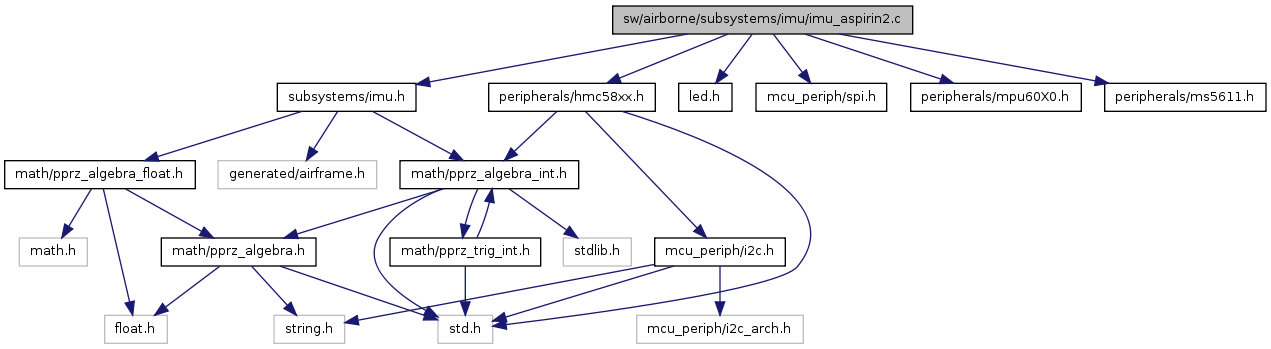 sw/airborne/subsystems/imu/imu_aspirin2.c
subsystems/imu.h
peripherals/hmc58xx.h
led.h
mcu_periph/spi.h
peripherals/mpu60X0.h
peripherals/ms5611.h
math/pprz_algebra_float.h
generated/airframe.h
math/pprz_algebra_int.h
math.h
math/pprz_algebra.h
math/pprz_trig_int.h
stdlib.h
mcu_periph/i2c.h
float.h
string.h
std.h
mcu_periph/i2c_arch.h